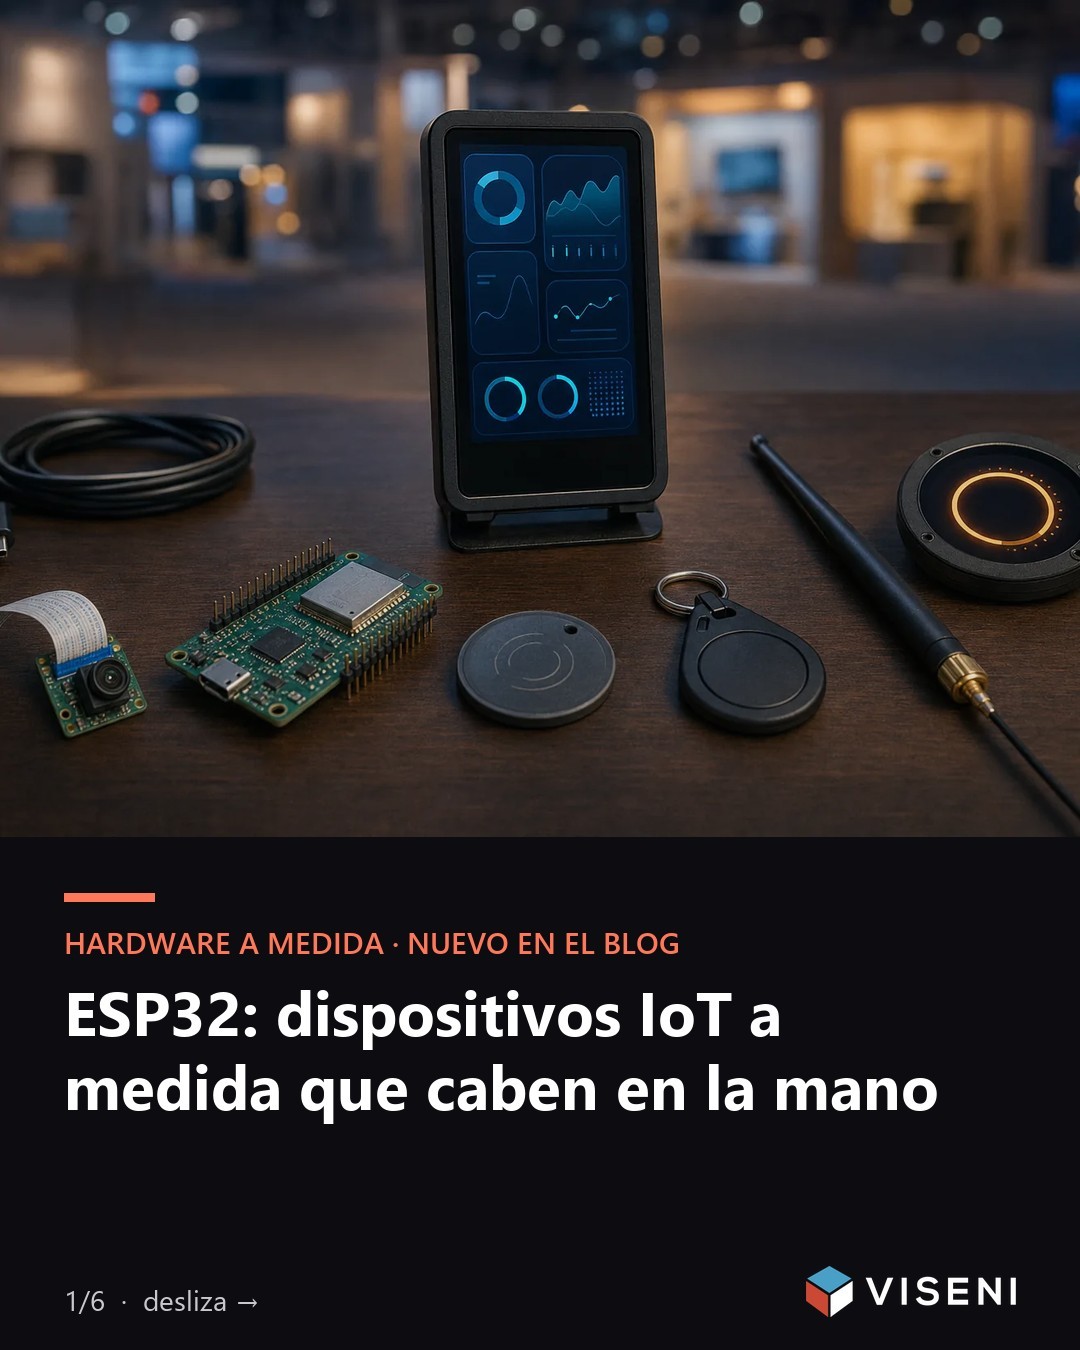 HARDWARE A MEDIDA · NUEVO EN EL BLOG
ESP32: dispositivos IoT a
medida que caben en la mano
1/6 · desliza →
VISENI